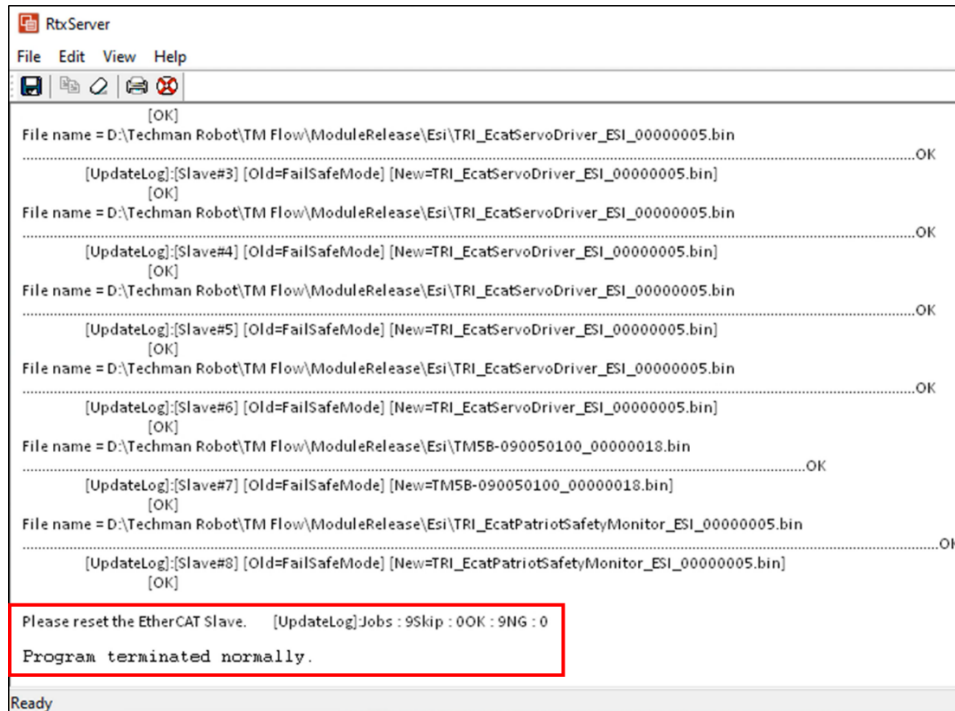 RtxServer
File Edit View Help
[OK]
File name = D:\Techman Robot\TM Flow\ModuleRelease\Esi\TRI_EcatServoDriver_ESI_00000005.bin
........................................................................................................................OK
[UpdateLog]:[Slave#3] [Old=FailSafeMode] [New=TRI_EcatServoDriver_ESI_00000005.bin]
[OK]
File name = D:\Techman Robot\TM Flow\ModuleRelease\Esi\TRI_EcatServoDriver_ESI_00000005.bin
........................................................................................................................OK
[UpdateLog]:[Slave#4] [Old=FailSafeMode] [New=TRI_EcatServoDriver_ESI_00000005.bin]
[OK]
File name = D:\Techman Robot\TM Flow\ModuleRelease\Esi\TRI_EcatServoDriver_ESI_00000005.bin
........................................................................................................................OK
[UpdateLog]:[Slave#5] [Old=FailSafeMode] [New=TRI_EcatServoDriver_ESI_00000005.bin]
[OK]
File name = D:\Techman Robot\TM Flow\ModuleRelease\Esi\TRI_EcatServoDriver_ESI_00000005.bin
........................................................................................................................OK
[UpdateLog]:[Slave#6] [Old=FailSafeMode] [New=TRI_EcatServoDriver_ESI_00000005.bin]
[OK]
File name = D:\Techman Robot\TM Flow\ModuleRelease\Esi\TM5B-090050100_00000018.bin
.........................................................................................................OK
[UpdateLog]:[Slave#7] [Old=FailSafeMode] [New=TM5B-090050100_00000018.bin]
[OK]
File name = D:\Techman Robot\TM Flow\ModuleRelease\Esi\TRI_EcatPatriotSafetyMonitor_ESI_00000005.bin
...........................................................................................................................OK
[UpdateLog]:[Slave#8] [Old=FailSafeMode] [New=TRI_EcatPatriotSafetyMonitor_ESI_00000005.bin]
[OK]
Please reset the EtherCAT Slave. [UpdateLog]:Jobs : 9Skip : 0OK : 9NG : 0
Program terminated normally.
Ready